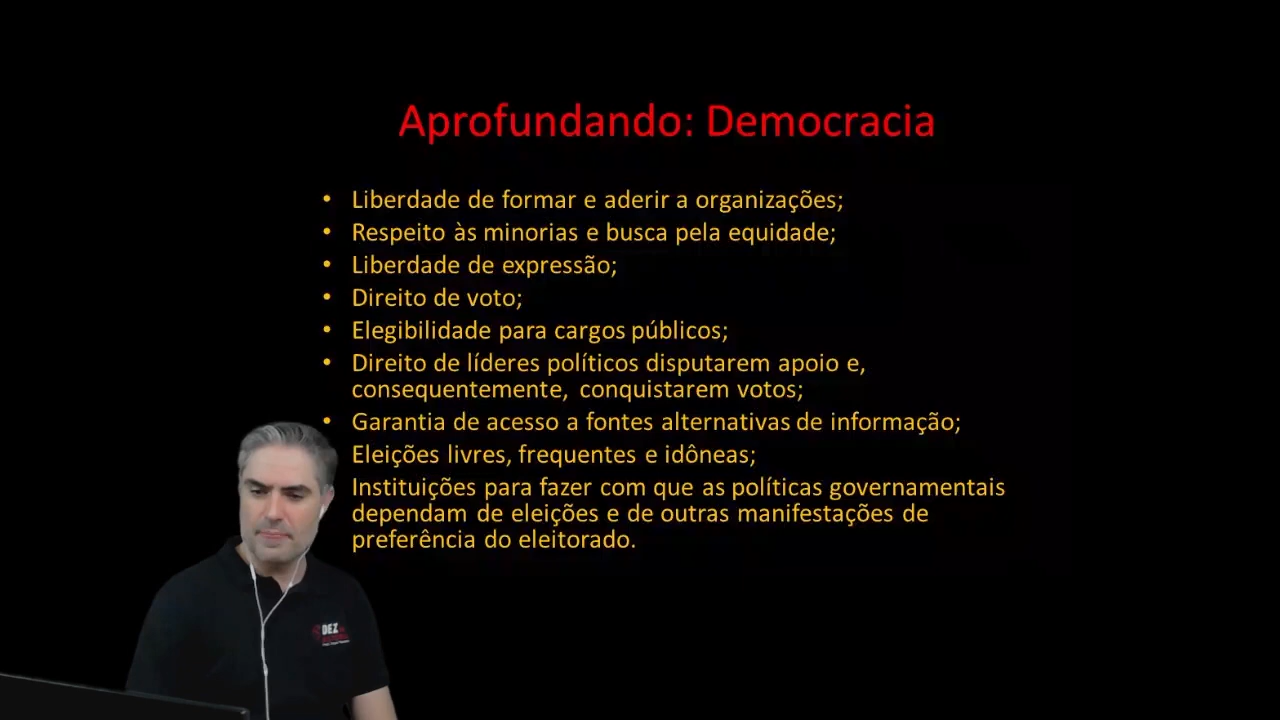 Aprofundando: Democracia
• Liberdade de formar e aderir a organizações;
• Respeito às minorias e busca pela equidade;
• Liberdade de expressão;
• Direito de voto;
• Elegibilidade para cargos públicos;
• Direito de líderes políticos disputarem apoio e,
consequentemente, conquistarem votos;
• Garantia de acesso a fontes alternativas de informação;
Eleições livres, frequentes e idôneas;
Instituições para fazer com que as políticas governamentais
dependam de eleições e de outras manifestações de
preferência do eleitorado.
DEZ